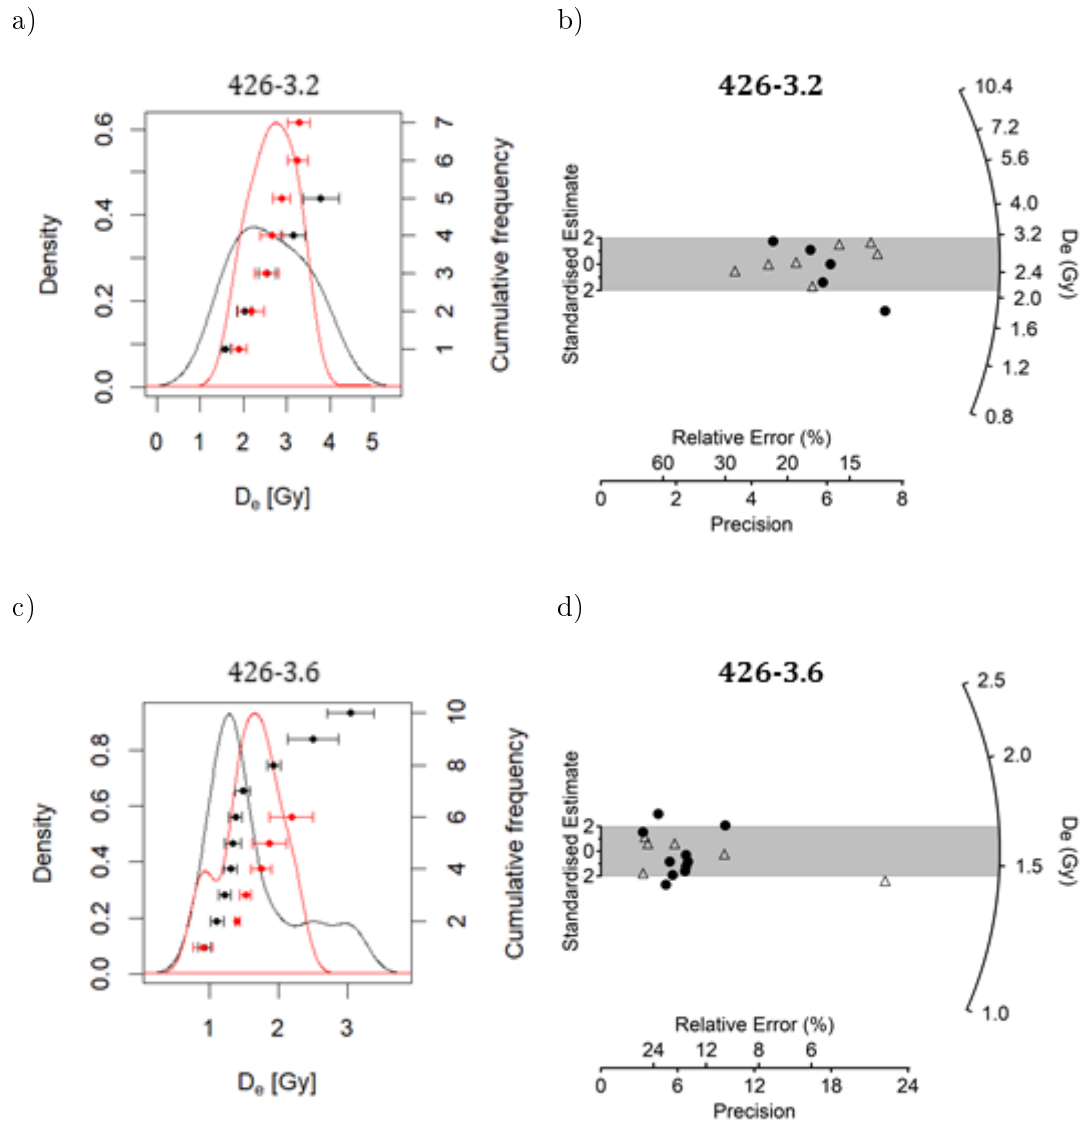 a)
426-3.2
Density
0.0 0.2 0.4 0.6
1 2 3 4 5 6 7
Cumulative frequency
0 1 2 3 4 5
De [Gy]
b)
426-3.2
Standardised Estimate
2
0
2
10.4
7.2
5.6
4.0
3.2
2.4
2.0
1.6
1.2
0.8
De (Gy)
Relative Error (%)
60 30 20 15
0 2 4 6 8
Precision
c)
426-3.6
Density
0.0 0.2 0.4 0.6 0.8
2 4 6 8 10
Cumulative frequency
1 2 3
De [Gy]
d)
426-3.6
Standardised Estimate
2
0
2
2.5
2.0
1.5
1.0
De (Gy)
Relative Error (%)
24 12 8 6
0 6 12 18 24
Precision